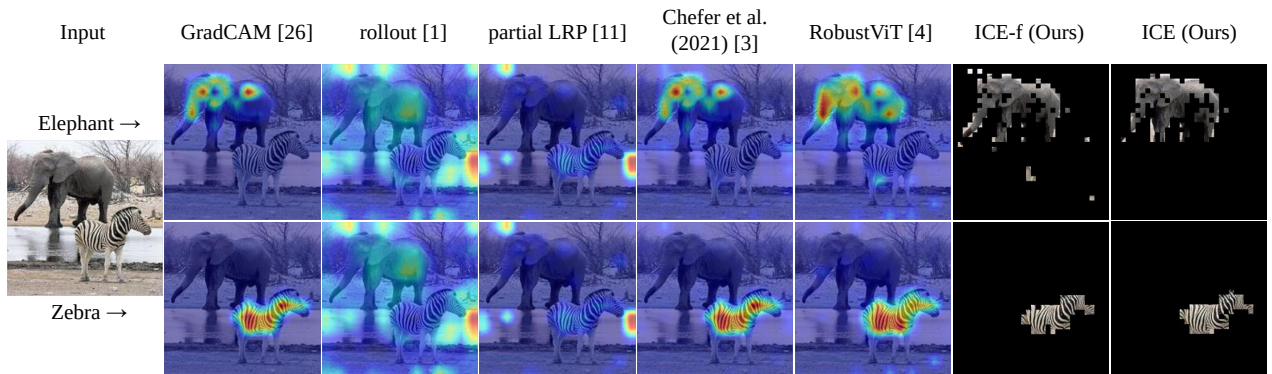 Input
GradCAM [26]
rollout [1]
partial LRP [11]
Chefer et al.
(2021) [3]
RobustViT [4]
ICE-f (Ours)
ICE (Ours)
Elephant →
Zebra →